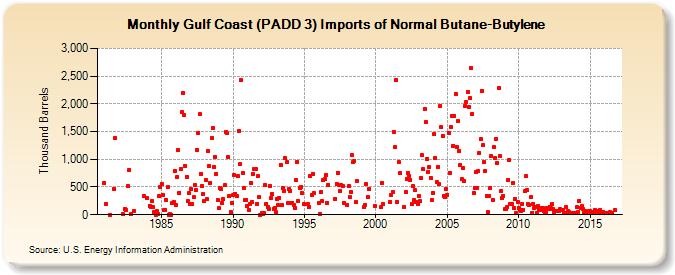 Monthly Gulf Coast (PADD 3) Imports of Normal Butane-Butylene
Thousand Barrels
3,000
2,500
2,000
1,500
1,000
500
0
1985 1990 1995 2000 2005 2010 2015
Source: U.S. Energy Information Administration